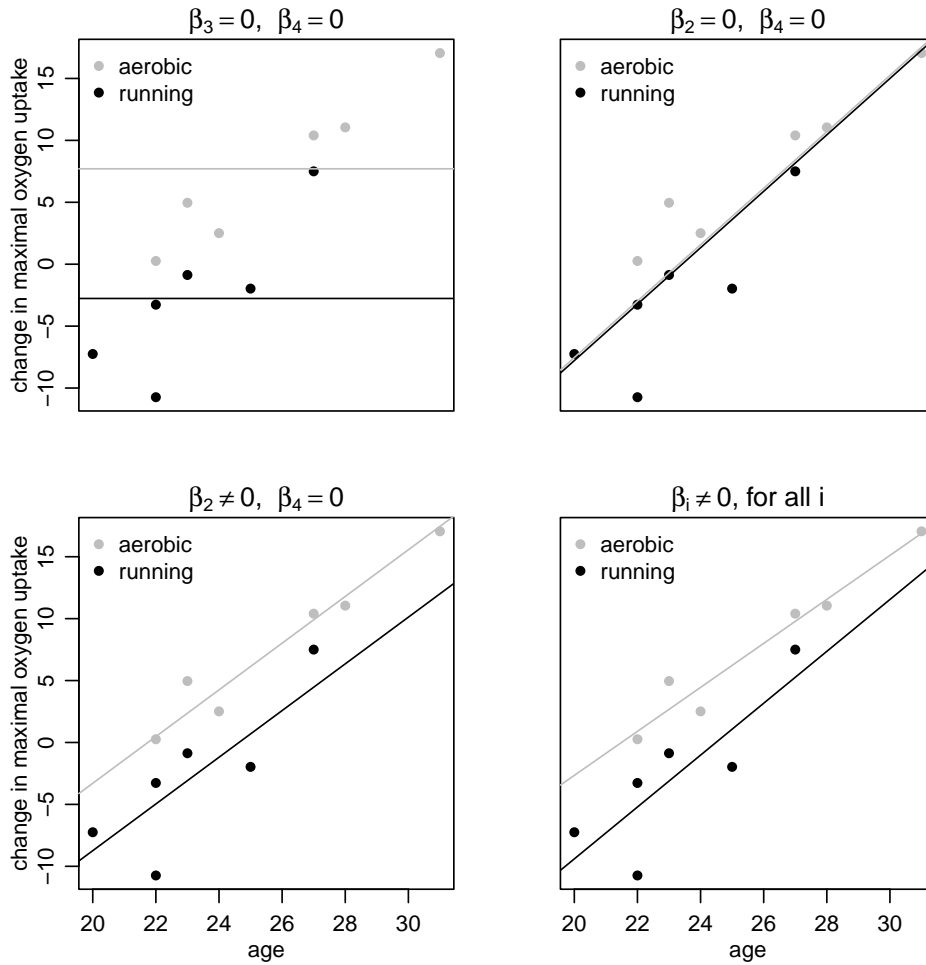 β₃ = 0, β₄ = 0
aerobic
running
15
10
5
0
−5
−10
change in maximal oxygen uptake
β₂ = 0, β₄ = 0
aerobic
running
β₂ ≠ 0, β₄ = 0
aerobic
running
15
10
5
0
−5
−10
change in maximal oxygen uptake
20 22 24 26 28 30
age
βᵢ ≠ 0, for all i
aerobic
running
20 22 24 26 28 30
age